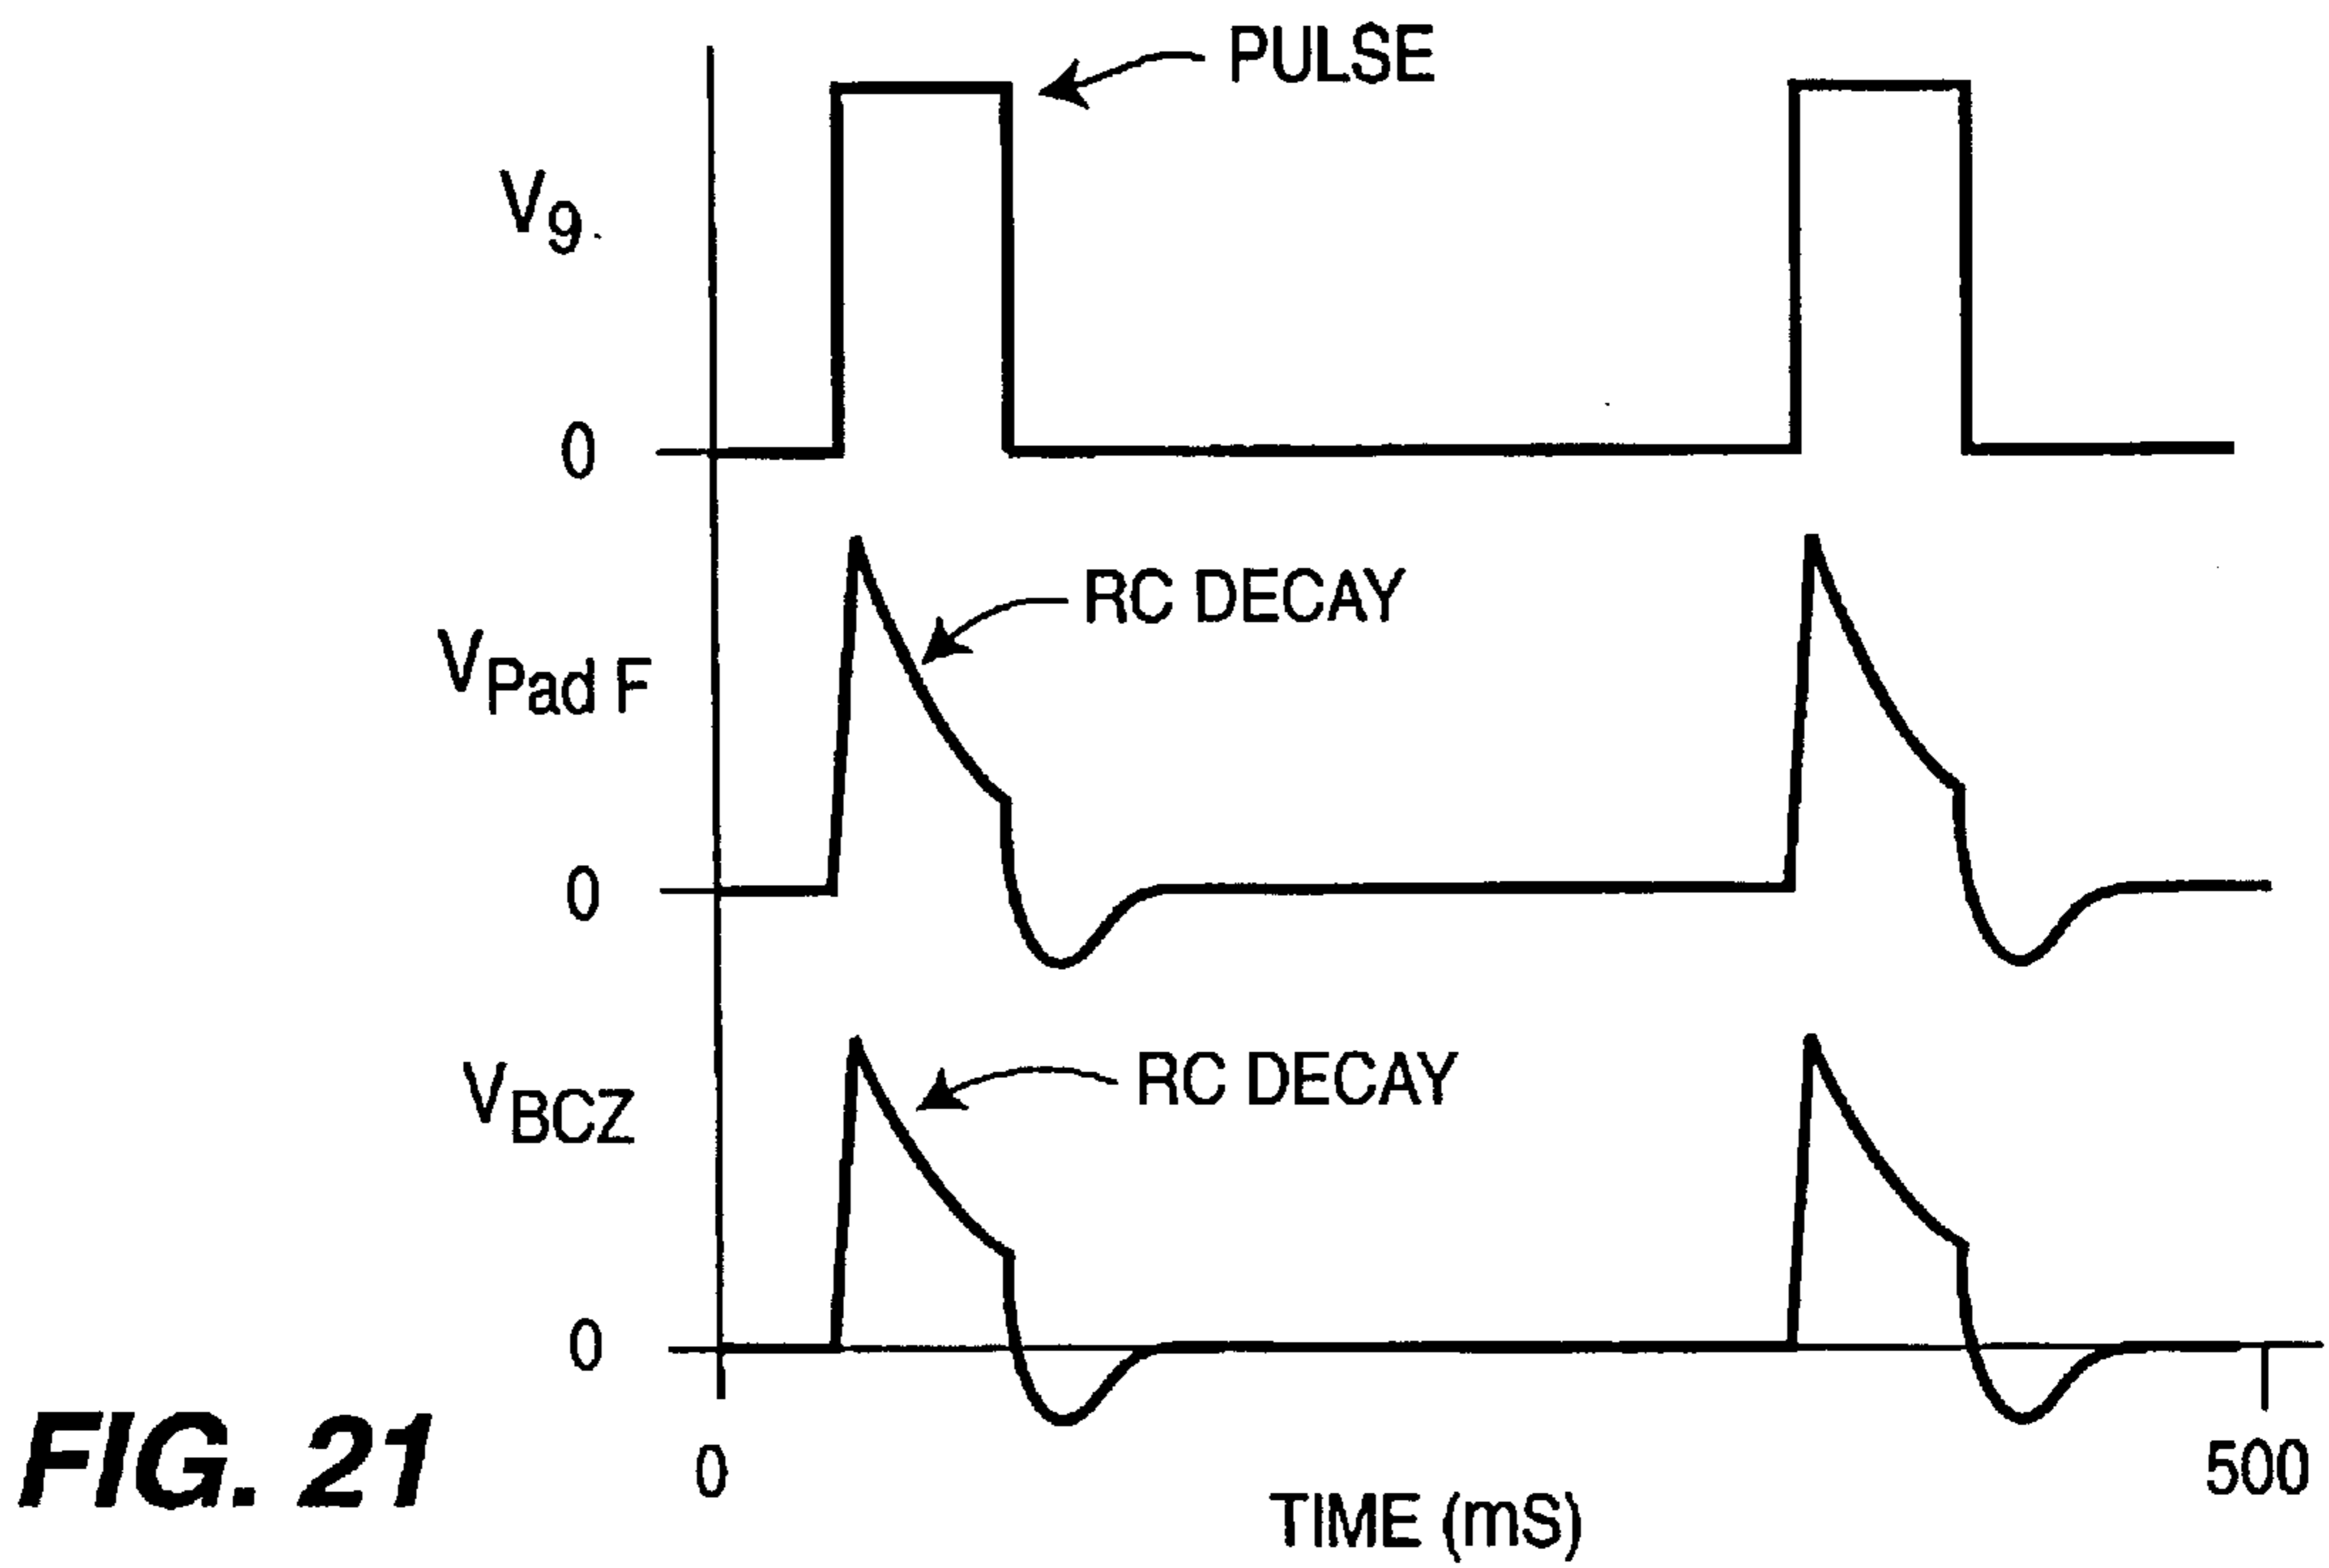 PULSE
V9.
0
RC DECAY
VPad F
0
RC DECAY
VBCZ
0
FIG. 21
0
500
TIME (mS)